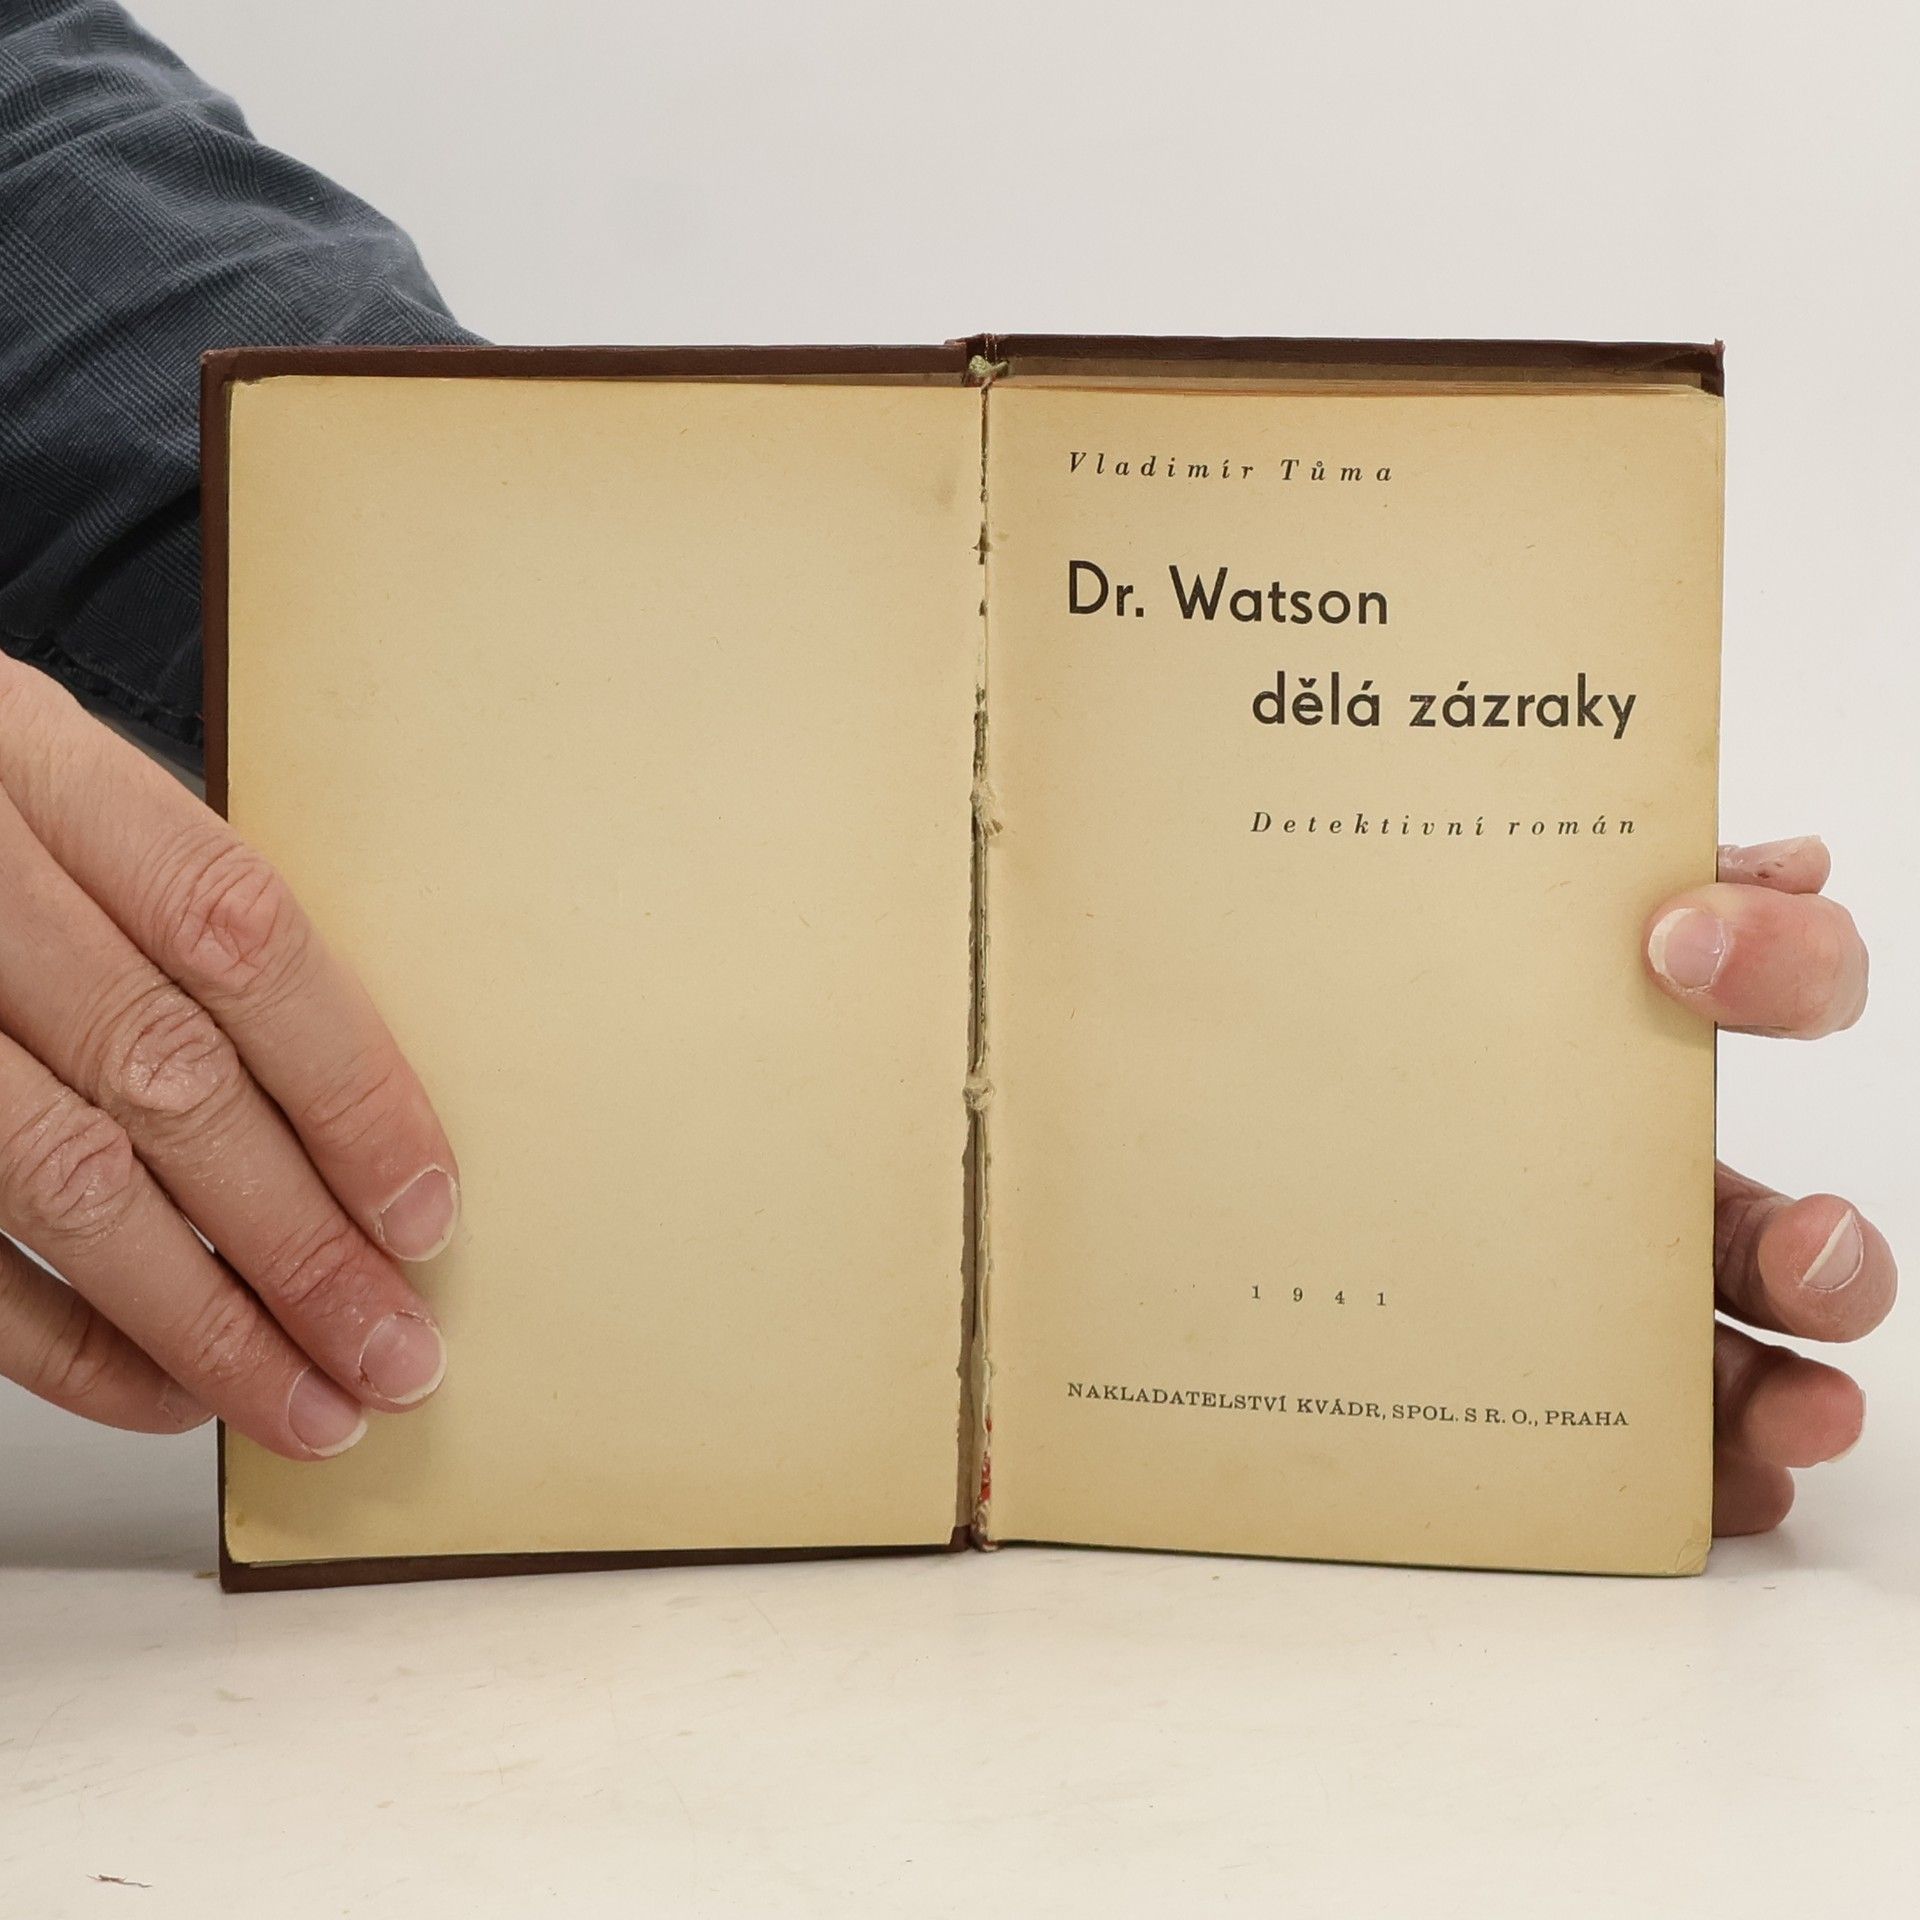 Vladimír Tůma
Dr. Watson
dělá zázraky
Detektivní román
1941
NAKLADATELSTVÍ KVÁDR, SPOL. S R. O., PRAHA